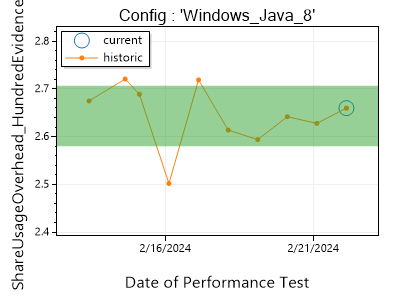 Config : 'Windows_Java_8'
current
historic
ShareUsageOverhead_HundredEvidence
2.8
2.7
2.6
2.5
2.4
2/16/2024
2/21/2024
Date of Performance Test